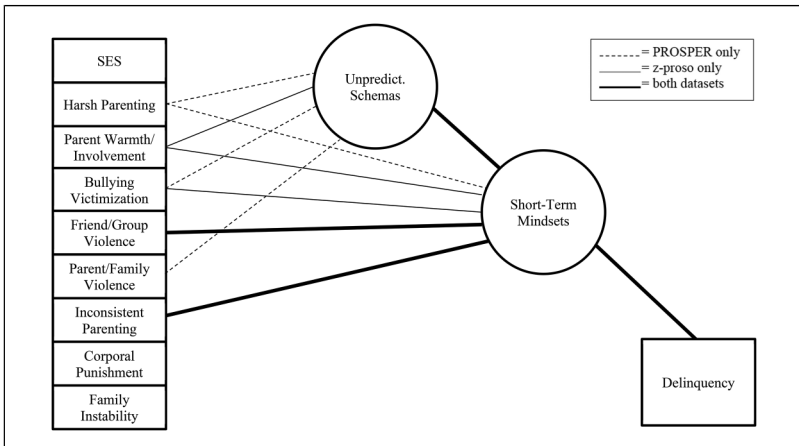 SES
Harsh Parenting
Parent Warmth/
Involvement
Bullying
Victimization
Friend/Group
Violence
Parent/Family
Violence
Inconsistent
Parenting
Corporal
Punishment
Family
Instability
Unpredict.
Schemas
Short-Term
Mindsets
Delinquency
= PROSPER only
= z-proso only
= both datasets